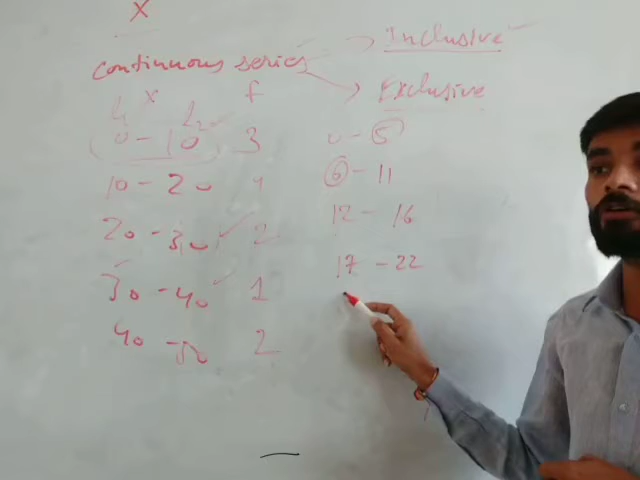 x
continuous series → Inclusive
→ Exclusive
L1 x L2 f
0 - 10 3
10 - 20
20 - 30 2
30 - 40 1
40 - 50 2
0 - 5
6 - 11
12 - 16
17 - 22